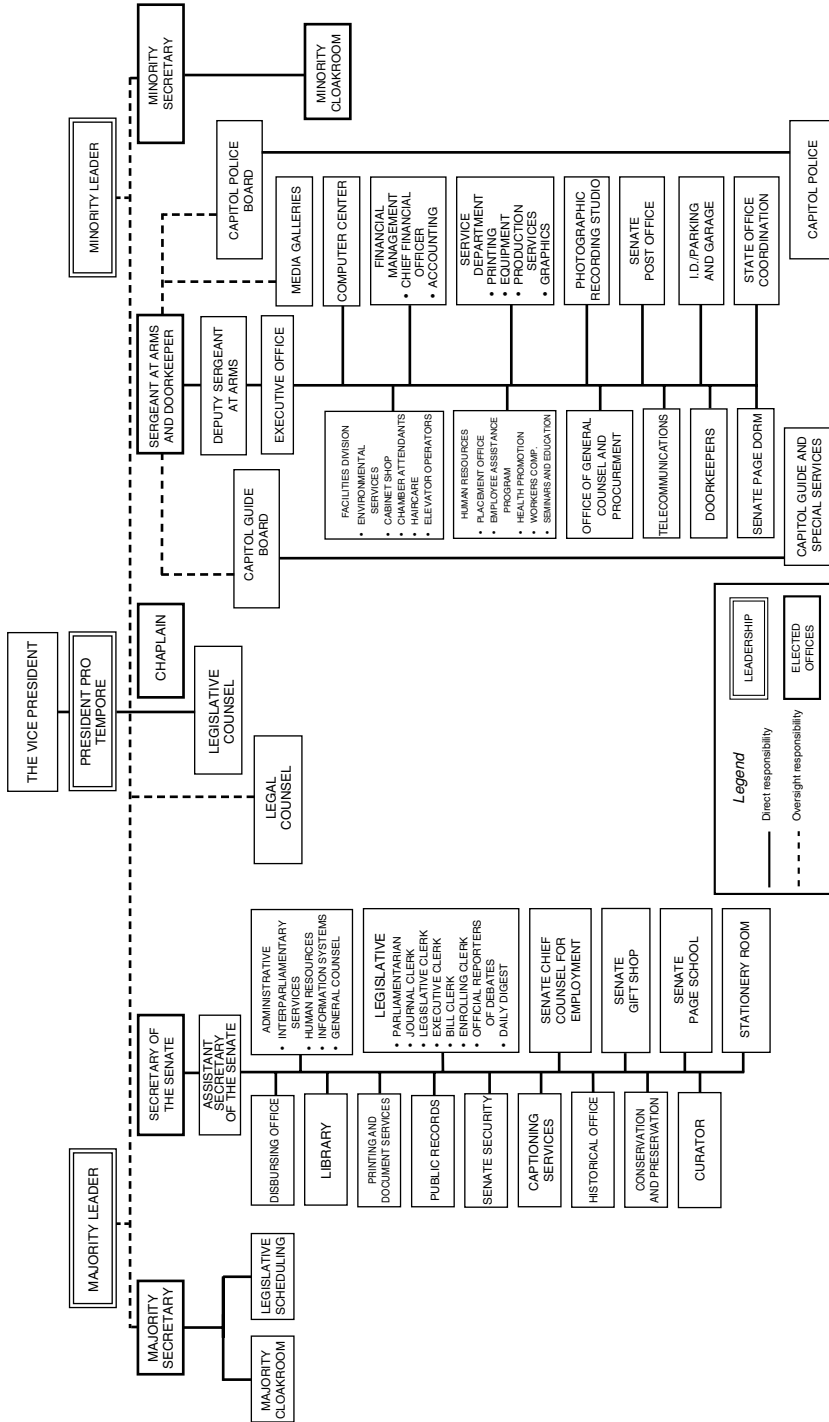 THE VICE PRESIDENT
MAJORITY LEADER
PRESIDENT PRO
TEMPORE
MINORITY LEADER
MAJORITY
SECRETARY
SECRETARY OF
THE SENATE
CHAPLAIN
SERGEANT AT ARMS
AND DOORKEEPER
MINORITY
SECRETARY
MAJORITY
CLOAKROOM
LEGISLATIVE
SCHEDULING
ASSISTANT
SECRETARY
OF THE SENATE
DISBURSING OFFICE
LIBRARY
PRINTING AND
DOCUMENT SERVICES
PUBLIC RECORDS
SENATE SECURITY
CAPTIONING
SERVICES
HISTORICAL OFFICE
CONSERVATION
AND PRESERVATION
CURATOR
ADMINISTRATIVE
• INTERPARLIAMENTARY
SERVICES
• HUMAN RESOURCES
• INFORMATION SYSTEMS
• GENERAL COUNSEL
LEGISLATIVE
• PARLIAMENTARIAN
• JOURNAL CLERK
• LEGISLATIVE CLERK
• EXECUTIVE CLERK
• BILL CLERK
• ENROLLING CLERK
• OFFICIAL REPORTERS
OF DEBATES
• DAILY DIGEST
SENATE CHIEF
COUNSEL FOR
EMPLOYMENT
SENATE
GIFT SHOP
SENATE
PAGE SCHOOL
STATIONERY ROOM
LEGAL
COUNSEL
LEGISLATIVE
COUNSEL
CAPITOL GUIDE
BOARD
CAPITOL GUIDE AND
SPECIAL SERVICES
DEPUTY SERGEANT
AT ARMS
EXECUTIVE OFFICE
FACILITIES DIVISION
• ENVIRONMENTAL
SERVICES
• CABINET SHOP
• CHAMBER ATTENDANTS
• HAIRCARE
• ELEVATOR OPERATORS
HUMAN RESOURCES
• PLACEMENT OFFICE
• EMPLOYEE ASSISTANCE
PROGRAM
• HEALTH PROMOTION
• WORKERS COMP.
• SEMINARS AND EDUCATION
OFFICE OF GENERAL
COUNSEL AND
PROCUREMENT
TELECOMMUNICATIONS
DOORKEEPERS
SENATE PAGE DORM
MEDIA GALLERIES
COMPUTER CENTER
FINANCIAL
MANAGEMENT
• CHIEF FINANCIAL
OFFICER
• ACCOUNTING
SERVICE
DEPARTMENT
• PRINTING
• EQUIPMENT
• PRODUCTION
SERVICES
• GRAPHICS
PHOTOGRAPHIC
RECORDING STUDIO
SENATE
POST OFFICE
I.D./PARKING
AND GARAGE
STATE OFFICE
COORDINATION
CAPITOL POLICE
BOARD
CAPITOL POLICE
MINORITY
CLOAKROOM
Legend
Direct responsibility
Oversight responsibility
LEADERSHIP
ELECTED
OFFICES